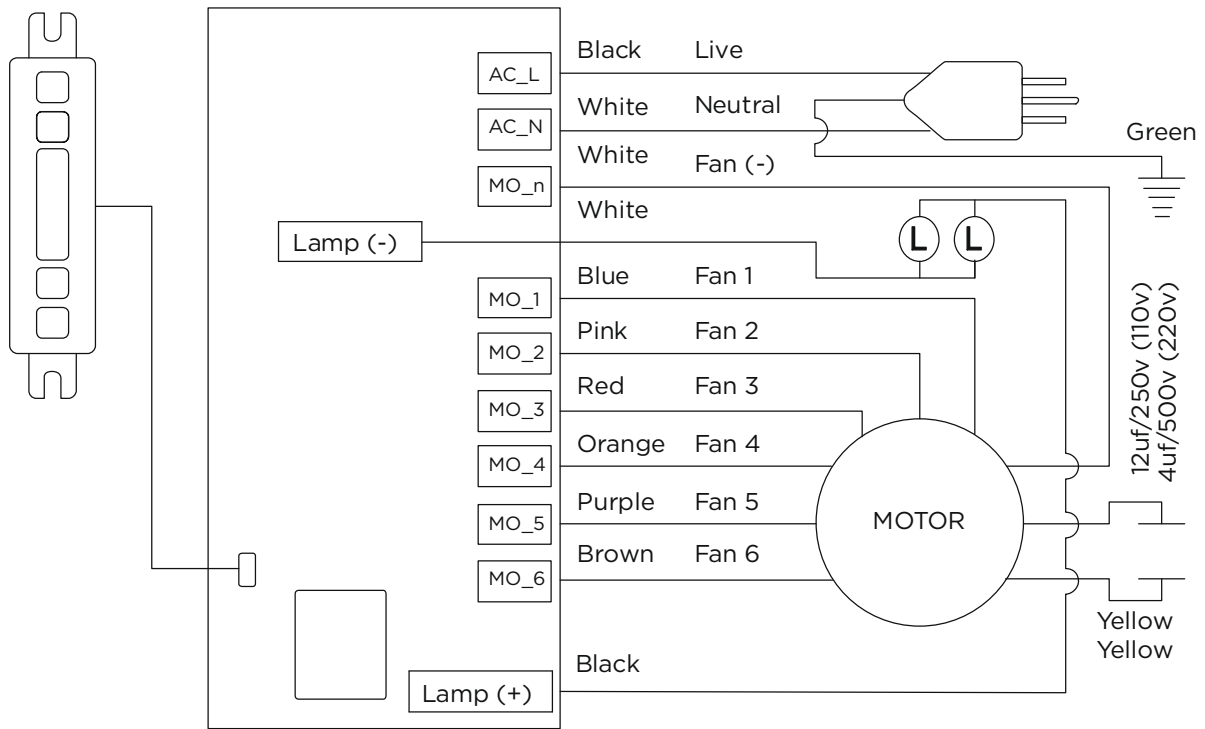 Black Live
AC_L
White Neutral
AC_N
Green
White Fan (-)
MO_n
White
Lamp (-)
L L
Blue Fan 1
MO_1
Pink Fan 2
MO_2
Red Fan 3
MO_3
Orange Fan 4
MO_4
Purple Fan 5
MO_5
Brown Fan 6
MO_6
MOTOR
12uf/250v (110v)
4uf/500v (220v)
Yellow
Yellow
Black
Lamp (+)